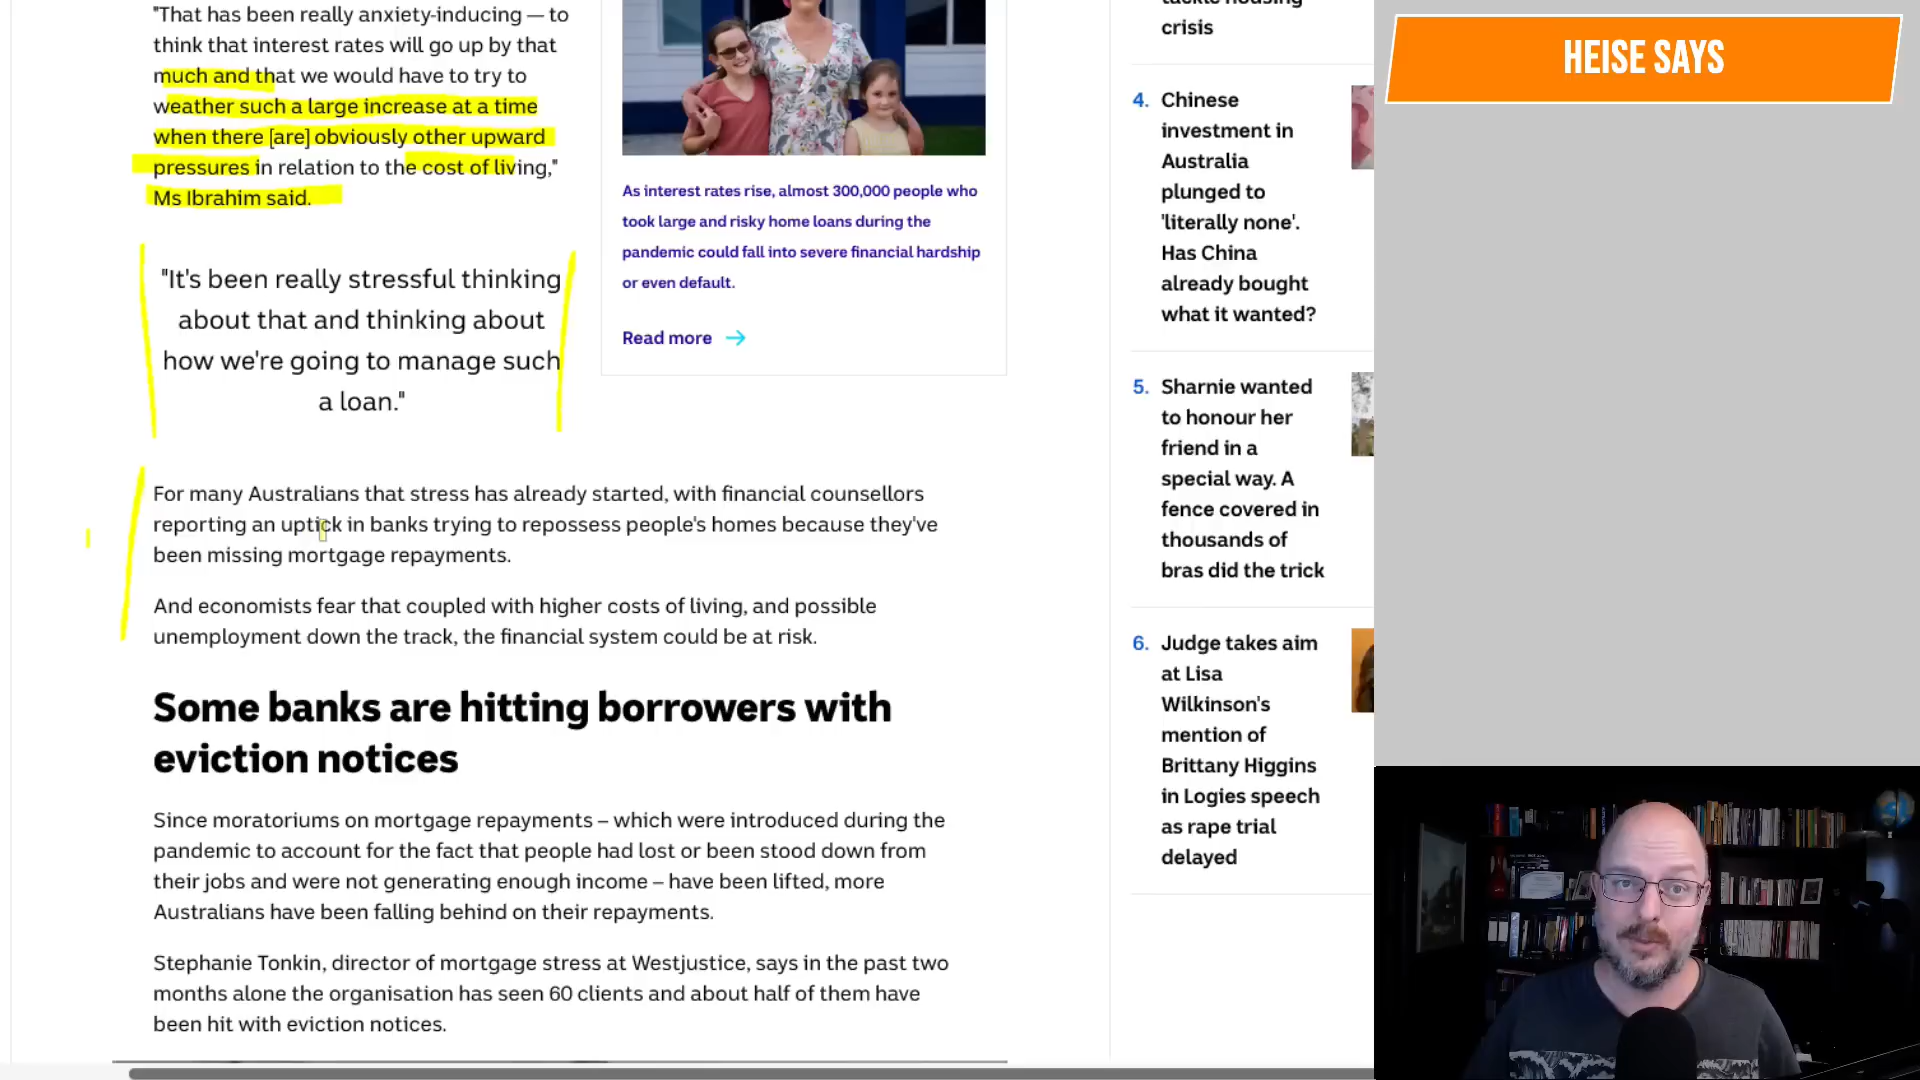 "That has been really anxiety-inducing — to
think that interest rates will go up by that
much and that we would have to try to
weather such a large increase at a time
when there [are] obviously other upward
pressures in relation to the cost of living,"
Ms Ibrahim said.
"It's been really stressful thinking
about that and thinking about
how we're going to manage such
a loan."
As interest rates rise, almost 300,000 people who
took large and risky home loans during the
pandemic could fall into severe financial hardship
or even default.
Read more
For many Australians that stress has already started, with financial counsellors
reporting an uptick in banks trying to repossess people's homes because they've
been missing mortgage repayments.
And economists fear that coupled with higher costs of living, and possible
unemployment down the track, the financial system could be at risk.
Some banks are hitting borrowers with
eviction notices
Since moratoriums on mortgage repayments – which were introduced during the
pandemic to account for the fact that people had lost or been stood down from
their jobs and were not generating enough income – have been lifted, more
Australians have been falling behind on their repayments.
Stephanie Tonkin, director of mortgage stress at Westjustice, says in the past two
months alone the organisation has seen 60 clients and about half of them have
been hit with eviction notices.
tackle housing
crisis
4. Chinese
investment in
Australia
plunged to
'literally none'.
Has China
already bought
what it wanted?
5. Sharnie wanted
to honour her
friend in a
special way. A
fence covered in
thousands of
bras did the trick
6. Judge takes aim
at Lisa
Wilkinson's
mention of
Brittany Higgins
in Logies speech
as rape trial
delayed
HEISE SAYS